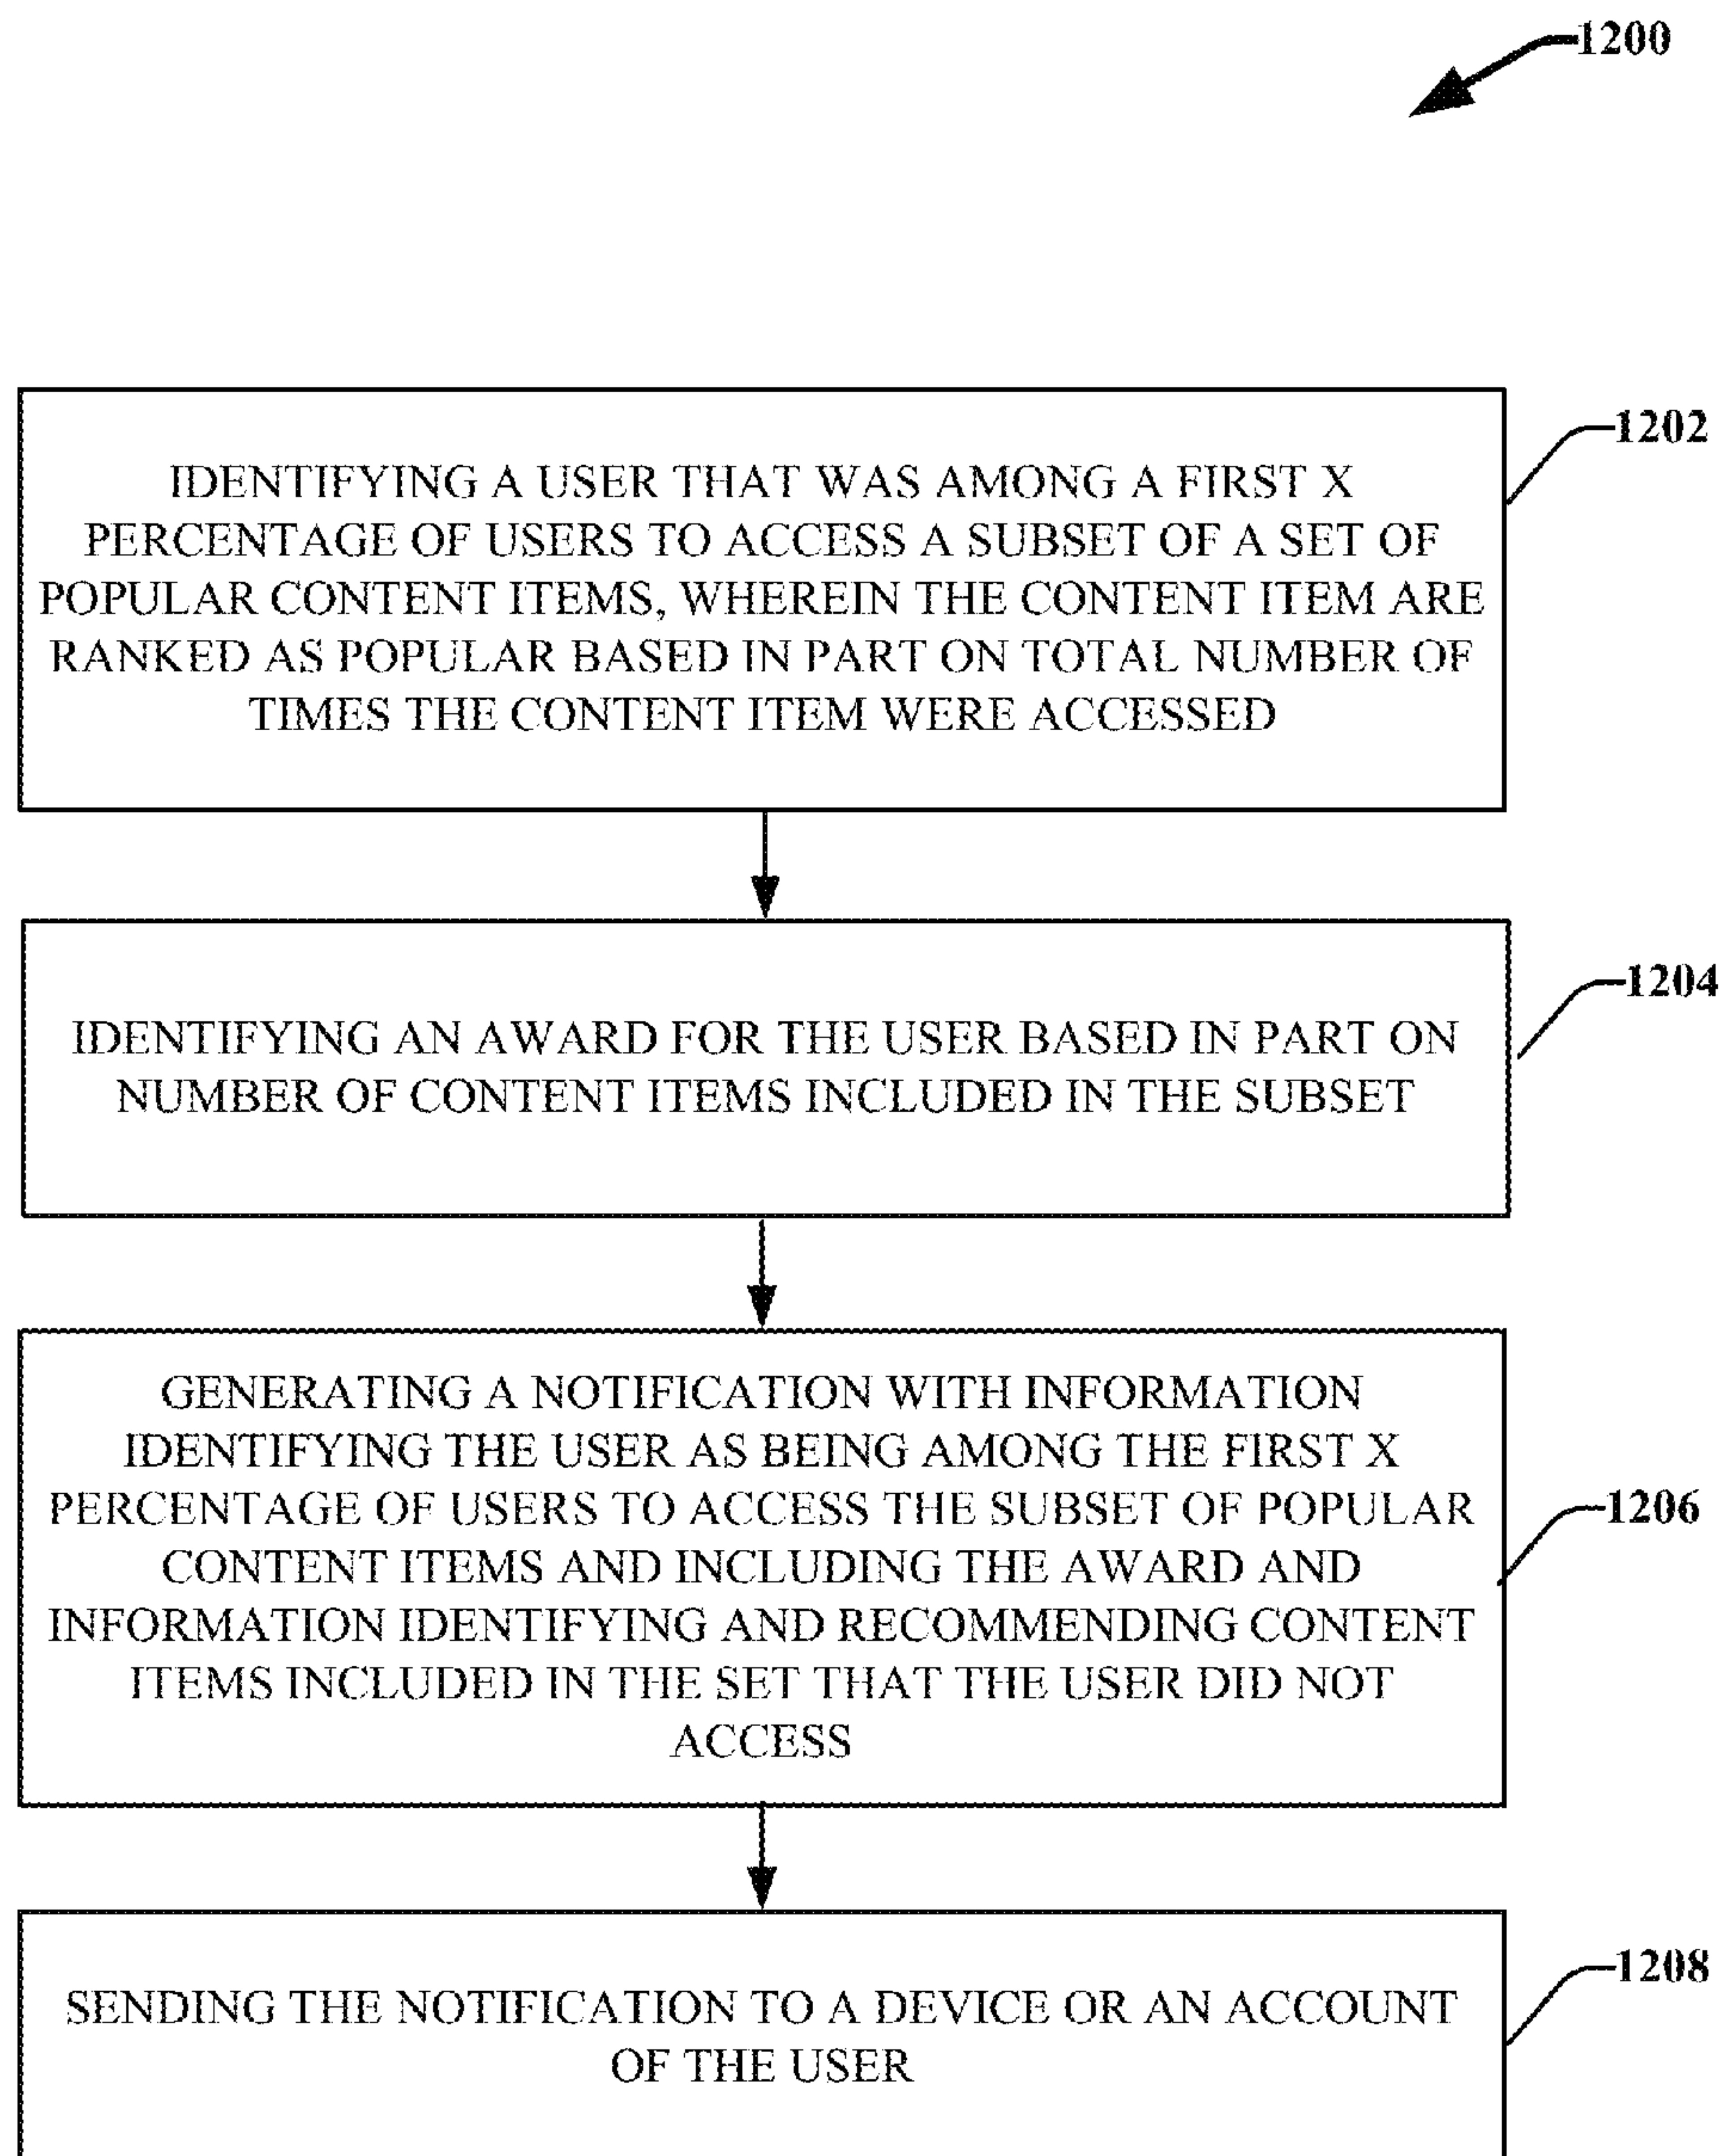 1200
IDENTIFYING A USER THAT WAS AMONG A FIRST X
PERCENTAGE OF USERS TO ACCESS A SUBSET OF A SET OF
POPULAR CONTENT ITEMS, WHEREIN THE CONTENT ITEM ARE
RANKED AS POPULAR BASED IN PART ON TOTAL NUMBER OF
TIMES THE CONTENT ITEM WERE ACCESSED
1202
IDENTIFYING AN AWARD FOR THE USER BASED IN PART ON
NUMBER OF CONTENT ITEMS INCLUDED IN THE SUBSET
1204
GENERATING A NOTIFICATION WITH INFORMATION
IDENTIFYING THE USER AS BEING AMONG THE FIRST X
PERCENTAGE OF USERS TO ACCESS THE SUBSET OF POPULAR
CONTENT ITEMS AND INCLUDING THE AWARD AND
INFORMATION IDENTIFYING AND RECOMMENDING CONTENT
ITEMS INCLUDED IN THE SET THAT THE USER DID NOT
ACCESS
1206
SENDING THE NOTIFICATION TO A DEVICE OR AN ACCOUNT
OF THE USER
1208